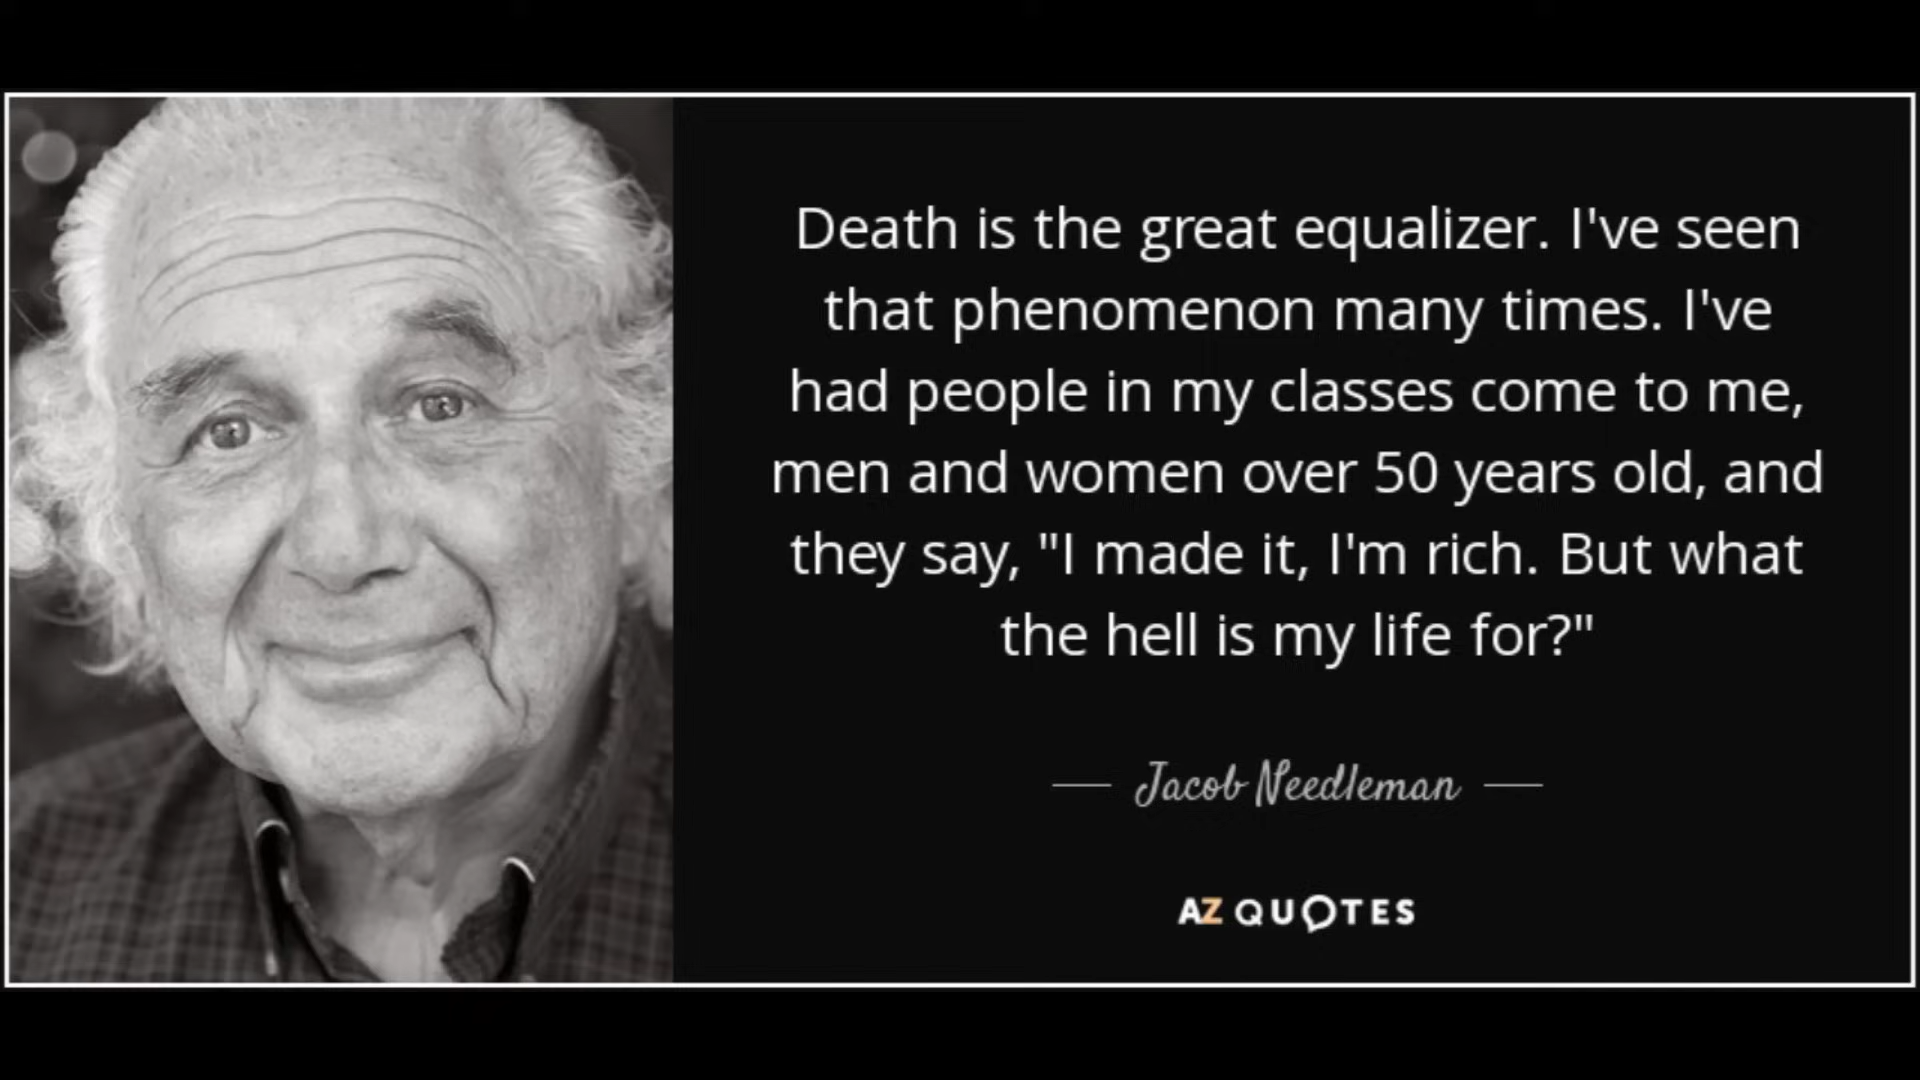 Death is the great equalizer. I've seen
that phenomenon many times. I've
had people in my classes come to me,
men and women over 50 years old, and
they say, "I made it, I'm rich. But what
the hell is my life for?"
Jacob Needleman
AZ QUOTES